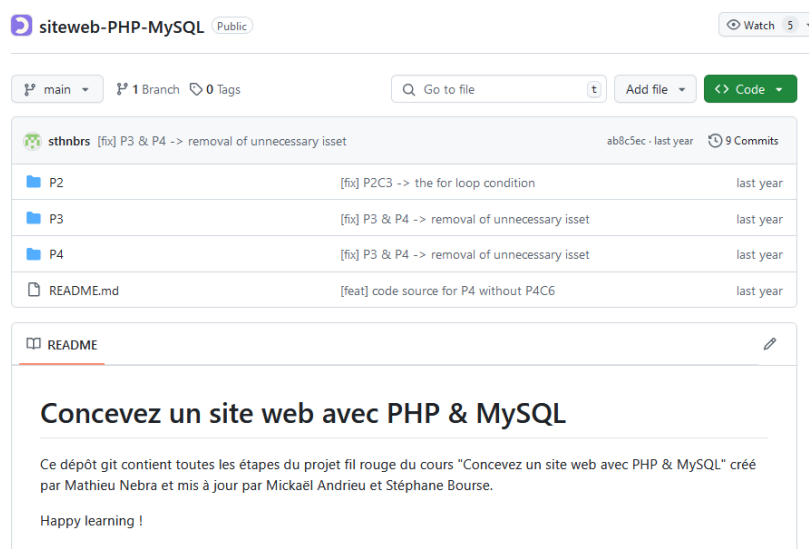 siteweb-PHP-MySQL Public Watch 5
main 1 Branch 0 Tags Go to file t Add file Code
sthnbrs [fix] P3 & P4 -> removal of unnecessary isset ab8c5ec · last year 9 Commits
P2 [fix] P2C3 -> the for loop condition last year
P3 [fix] P3 & P4 -> removal of unnecessary isset last year
P4 [fix] P3 & P4 -> removal of unnecessary isset last year
README.md [feat] code source for P4 without P4C6 last year
README
Concevez un site web avec PHP & MySQL
Ce dépôt git contient toutes les étapes du projet fil rouge du cours "Concevez un site web avec PHP & MySQL" créé
par Mathieu Nebra et mis à jour par Mickaël Andrieu et Stéphane Bourse.
Happy learning !